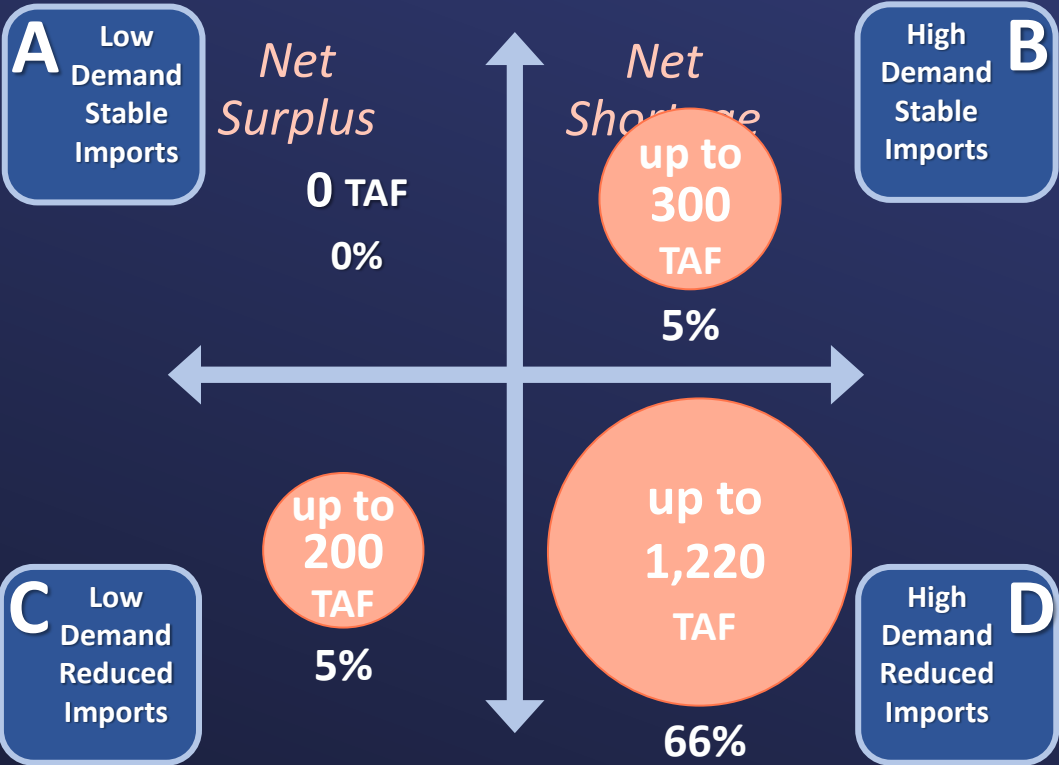 A
Low
Demand
Stable
Imports
Net
Surplus
0 TAF
0%
Net
Shortage
up to
300
TAF
5%
B
High
Demand
Stable
Imports
C
Low
Demand
Reduced
Imports
up to
200
TAF
5%
up to
1,220
TAF
66%
D
High
Demand
Reduced
Imports